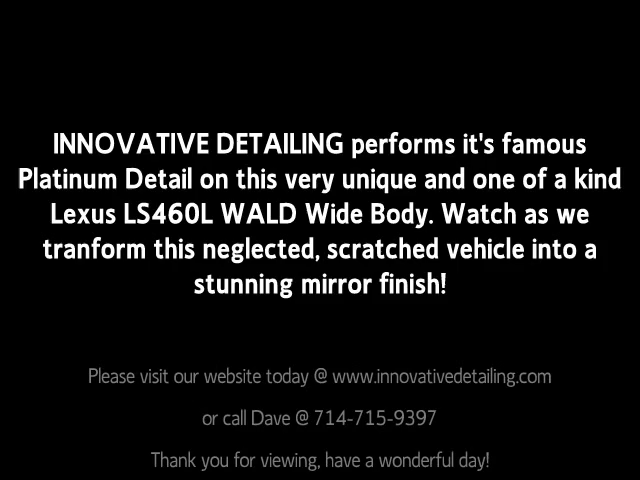 INNOVATIVE DETAILING performs it's famous
Platinum Detail on this very unique and one of a kind
Lexus LS460L WALD Wide Body. Watch as we
tranform this neglected, scratched vehicle into a
stunning mirror finish!
Please visit our website today @ www.innovativedetailing.com
or call Dave @ 714-715-9397
Thank you for viewing, have a wonderful day!